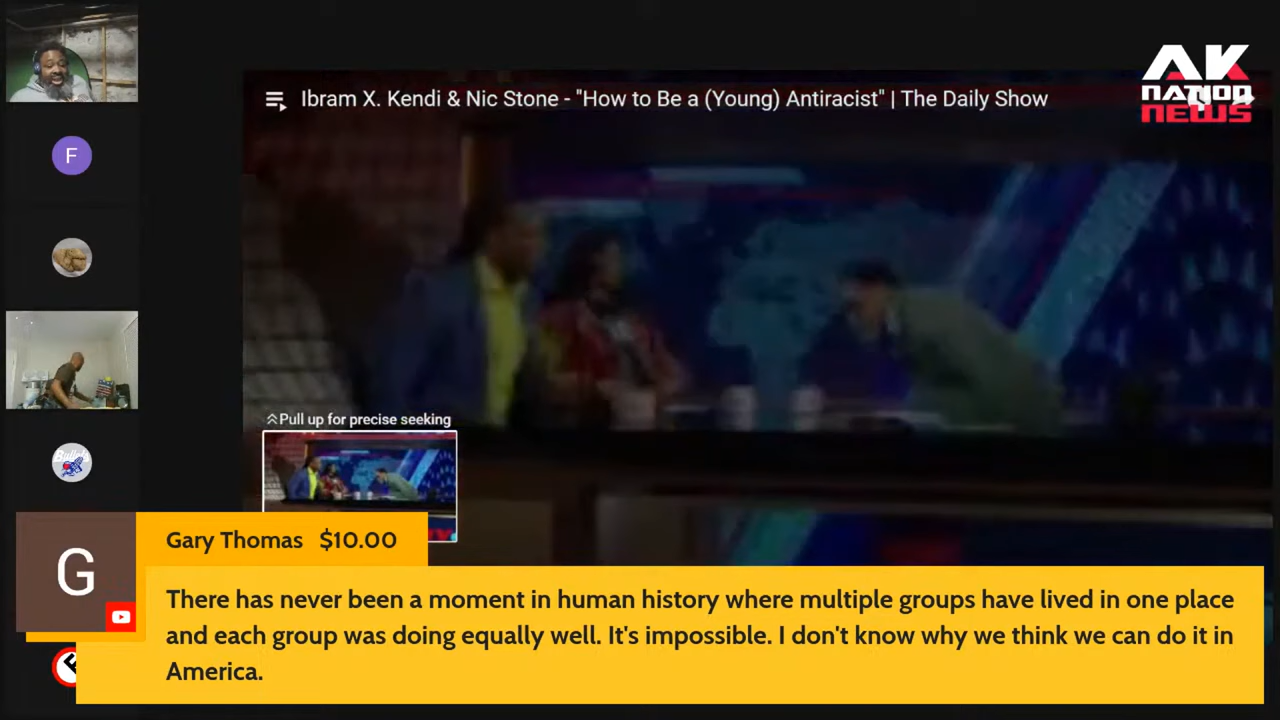 Ibram X. Kendi & Nic Stone - "How to Be a (Young) Antiracist" | The Daily Show
AK
NATION
NEWS
F
Pull up for precise seeking
G
Gary Thomas $10.00
There has never been a moment in human history where multiple groups have lived in one place
and each group was doing equally well. It's impossible. I don't know why we think we can do it in
America.